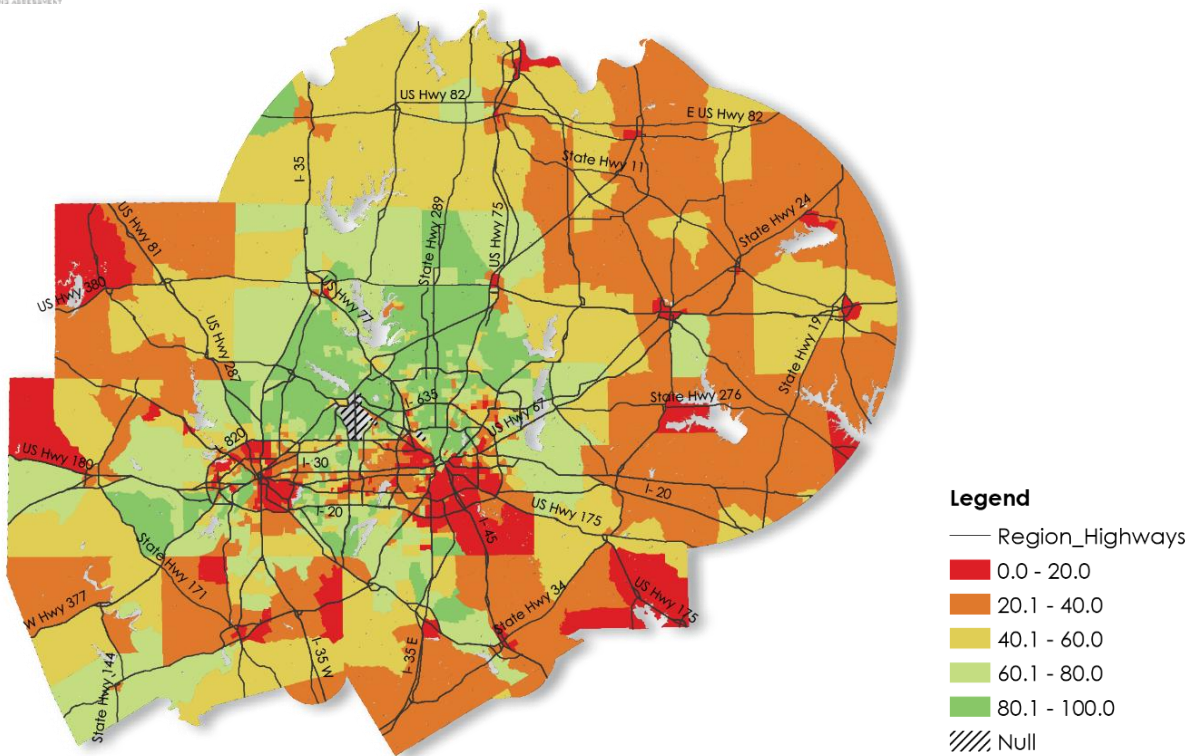 US Hwy 82
E US Hwy 82
State Hwy 11
I- 35
State Hwy 289
US Hwy 75
State Hwy 24
US Hwy 81
US Hwy 380
US Hwy 77
State Hwy 19
US Hwy 287
I- 635
US Hwy 67
State Hwy 276
I- 820
US Hwy 180
I- 30
I- 20
I- 20
US Hwy 175
I- 45
State Hwy 171
State Hwy 34
US Hwy 175
W Hwy 377
I- 35 W
I- 35 E
State Hwy 144
Legend
Region_Highways
0.0 - 20.0
20.1 - 40.0
40.1 - 60.0
60.1 - 80.0
80.1 - 100.0
Null